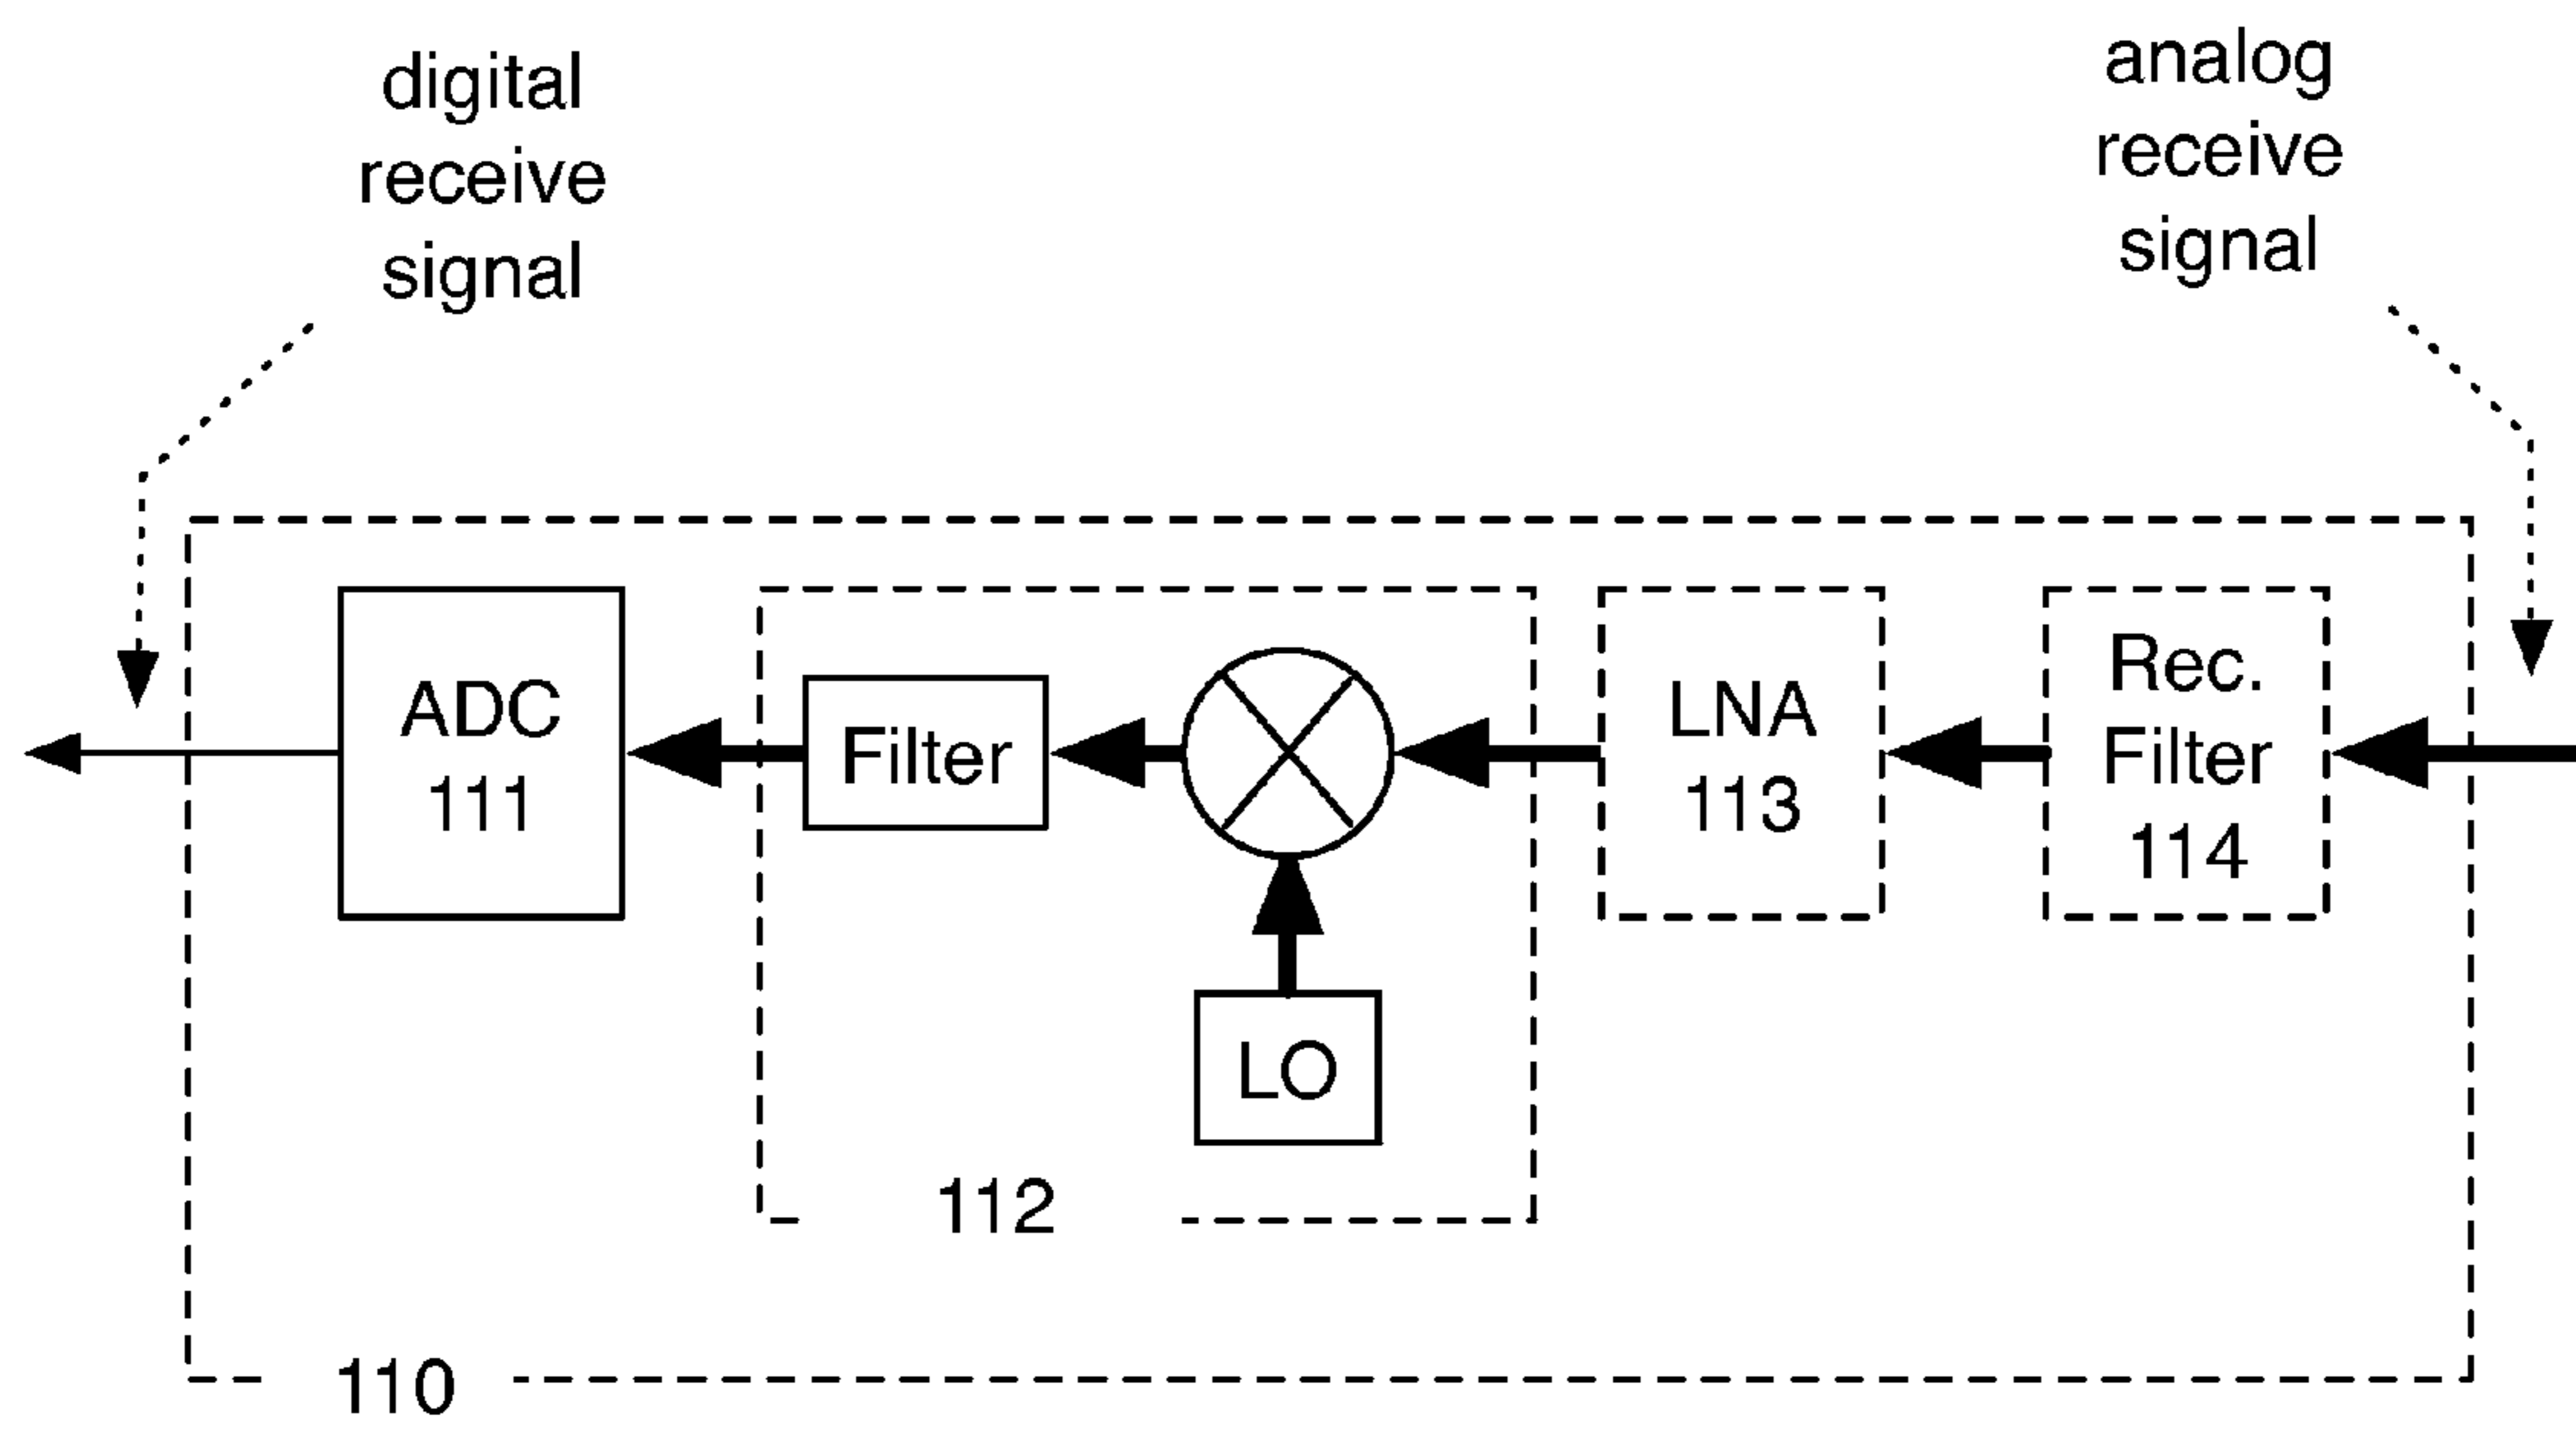 digital
receive
signal
analog
receive
signal
ADC
111
Filter
LNA
113
Rec.
Filter
114
LO
112
110